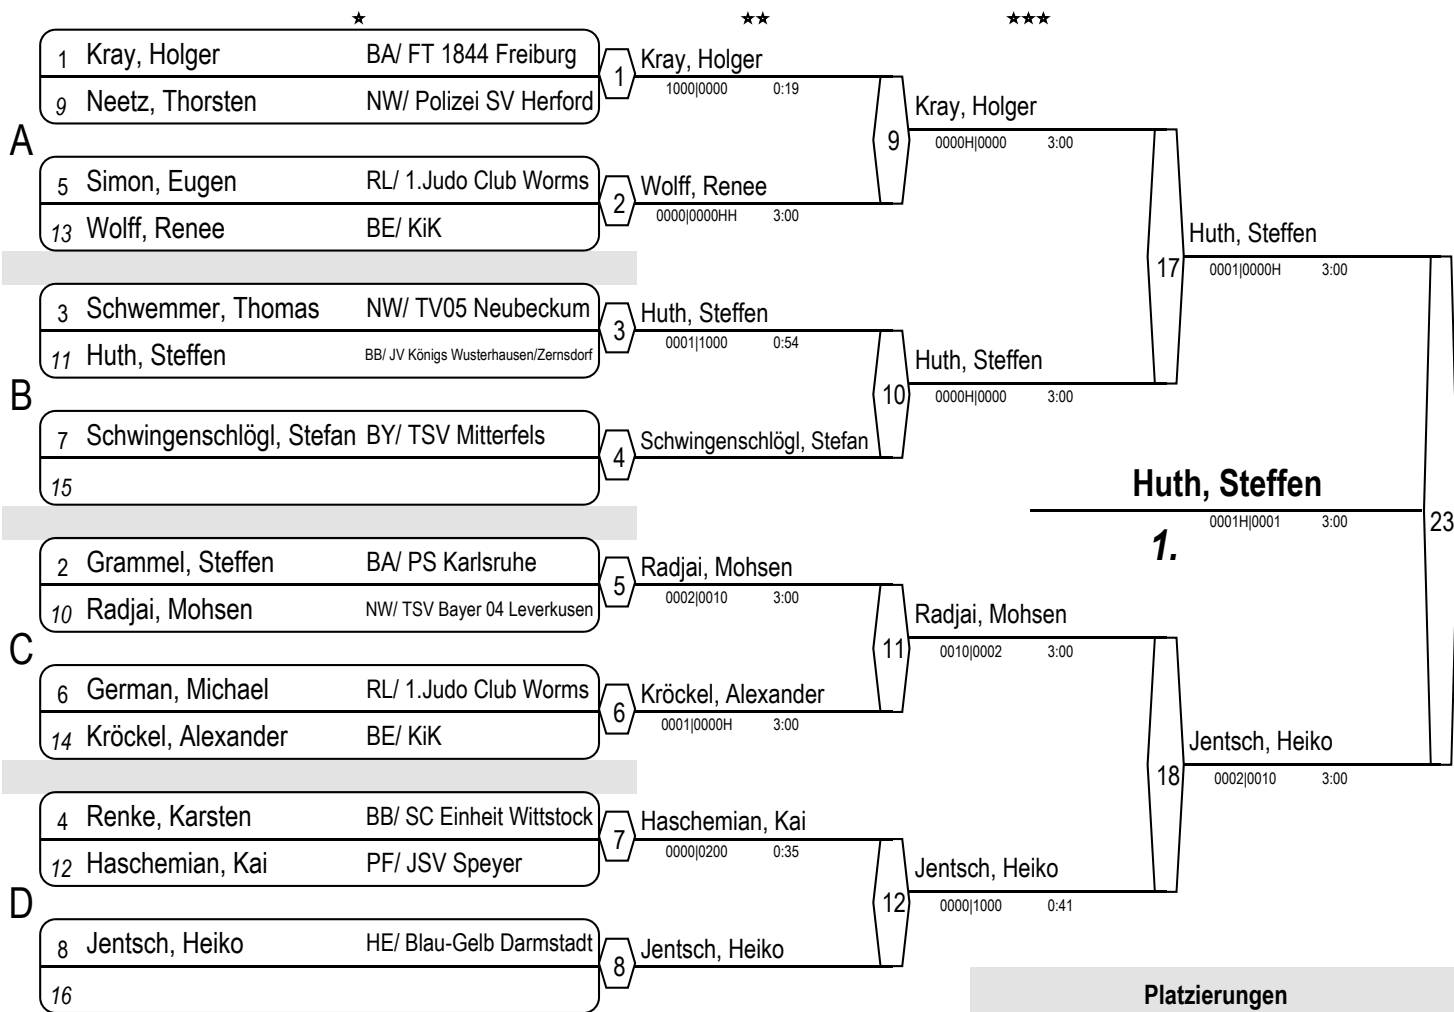 1 Kray, Holger BA/ FT 1844 Freiburg
9 Neetz, Thorsten NW/ Polizei SV Herford
A
5 Simon, Eugen RL/ 1.Judo Club Worms
13 Wolff, Renee BE/ KiK
3 Schwemmer, Thomas NW/ TV05 Neubeckum
11 Huth, Steffen BB/ JV Königs Wusterhausen/Zernsdorf
B
7 Schwingenschlögl, Stefan BY/ TSV Mitterfels
15
2 Grammel, Steffen BA/ PS Karlsruhe
10 Radjai, Mohsen NW/ TSV Bayer 04 Leverkusen
C
6 German, Michael RL/ 1.Judo Club Worms
14 Kröckel, Alexander BE/ KiK
4 Renke, Karsten BB/ SC Einheit Wittstock
12 Haschemian, Kai PF/ JSV Speyer
D
8 Jentsch, Heiko HE/ Blau-Gelb Darmstadt
16
1 Kray, Holger
1000|0000 0:19
2 Wolff, Renee
0000|0000HH 3:00
3 Huth, Steffen
0001|1000 0:54
4 Schwingenschlögl, Stefan
5 Radjai, Mohsen
0002|0010 3:00
6 Kröckel, Alexander
0001|0000H 3:00
7 Haschemian, Kai
0000|0200 0:35
8 Jentsch, Heiko
9 Kray, Holger
0000H|0000 3:00
10 Huth, Steffen
0000H|0000 3:00
11 Radjai, Mohsen
0010|0002 3:00
12 Jentsch, Heiko
0000|1000 0:41
17 Huth, Steffen
0001|0000H 3:00
18 Jentsch, Heiko
0002|0010 3:00
Huth, Steffen
0001H|0001 3:00
23
1.
Platzierungen